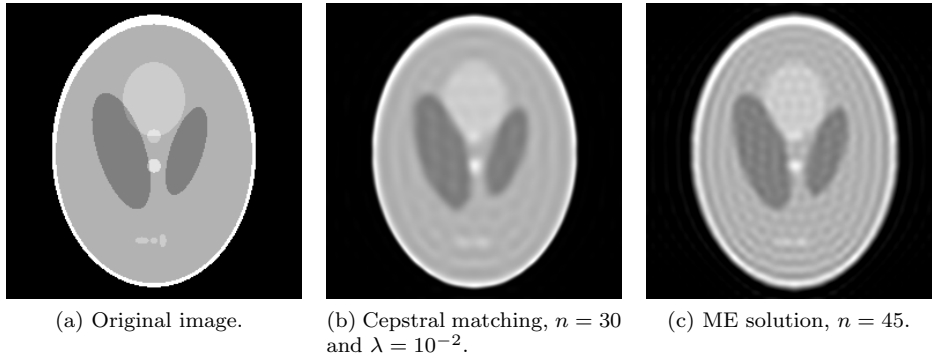 (a) Original image.
(b) Cepstral matching, n = 30
and λ = 10⁻².
(c) ME solution, n = 45.